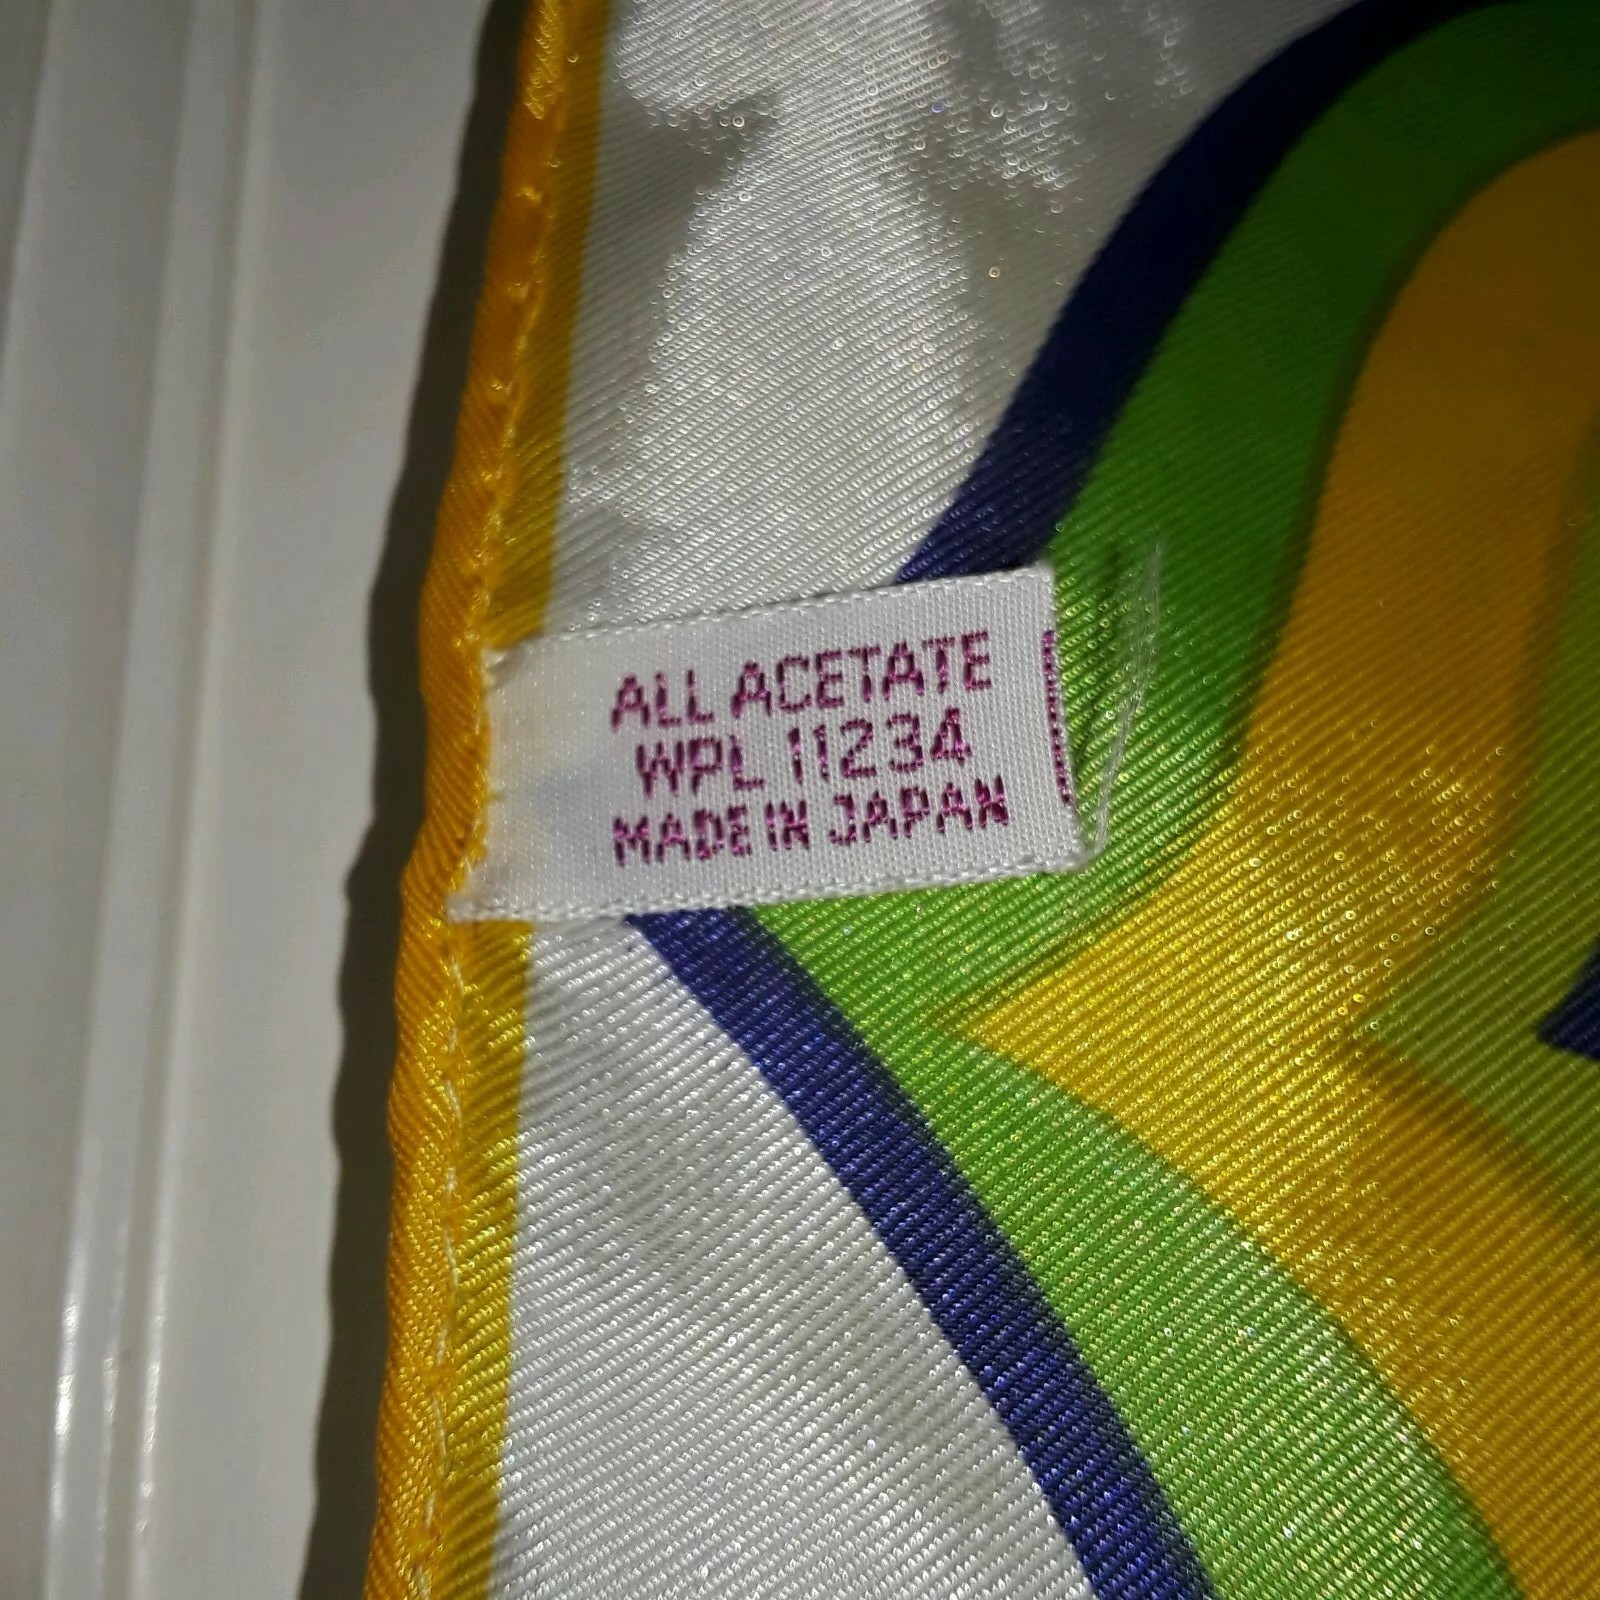 ALL ACETATE
WPL 11234
MADE IN JAPAN